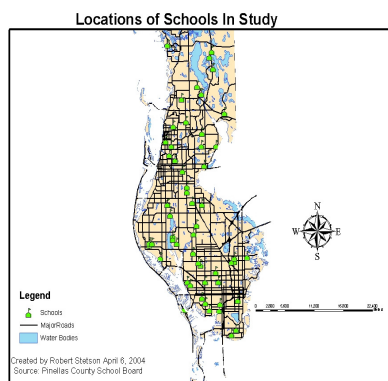 Locations of Schools In Study
N
W E
S
Legend
Schools
MajorRoads
Water Bodies
Created by Robert Stetson April 6, 2004
Source: Pinellas County School Board